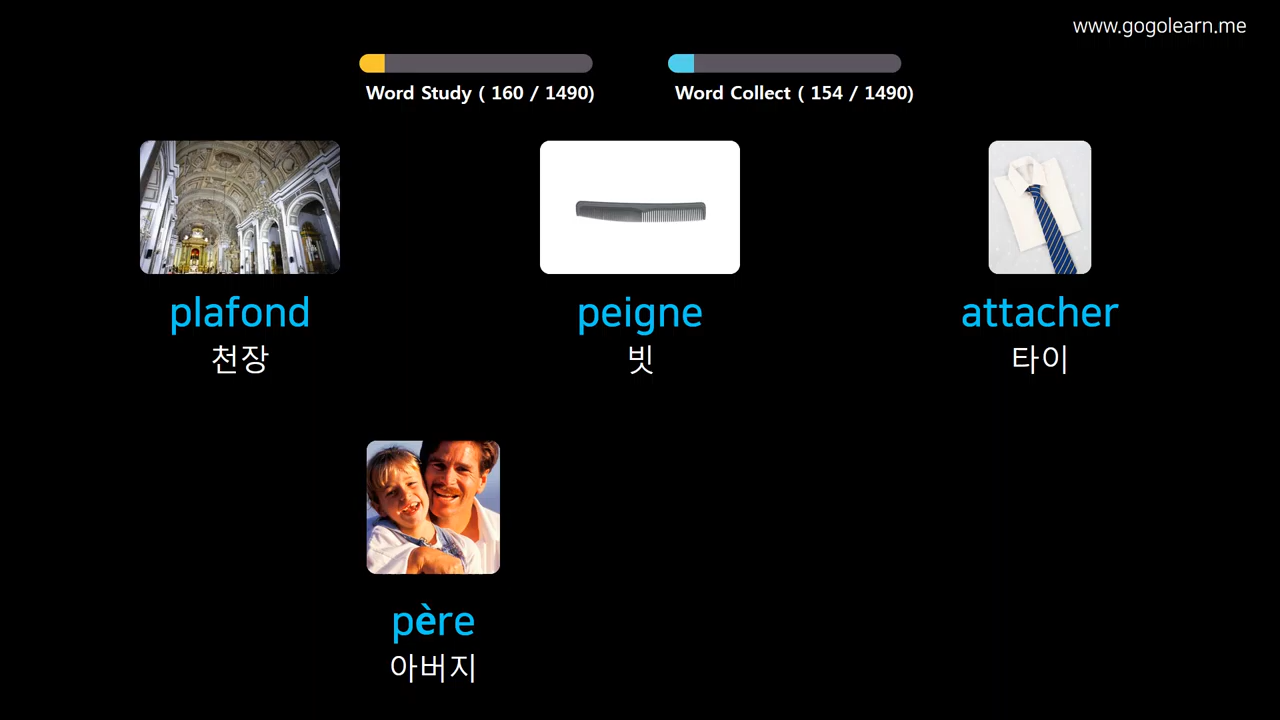 www.gogolearn.me
Word Study ( 160 / 1490)
Word Collect ( 154 / 1490)
plafond
천장
peigne
빗
attacher
타이
père
아버지